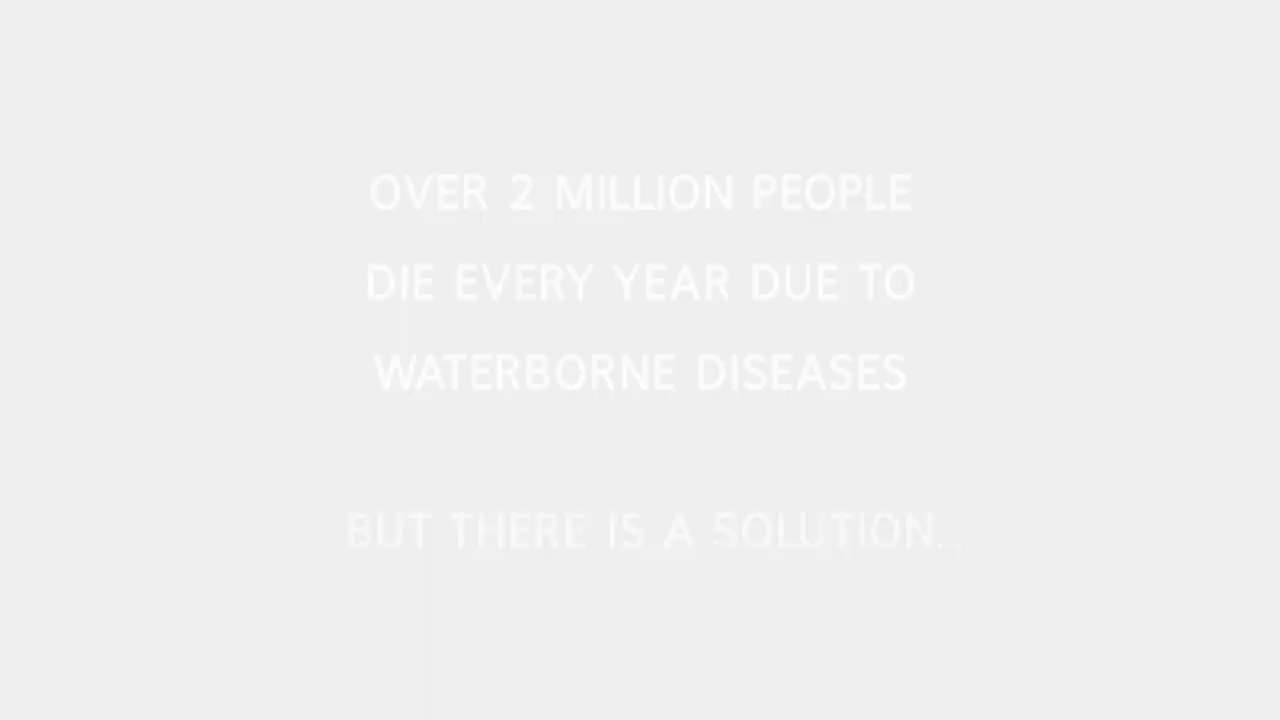 OVER 2 MILLION PEOPLE
DIE EVERY YEAR DUE TO
WATERBORNE DISEASES
BUT THERE IS A SOLUTION...